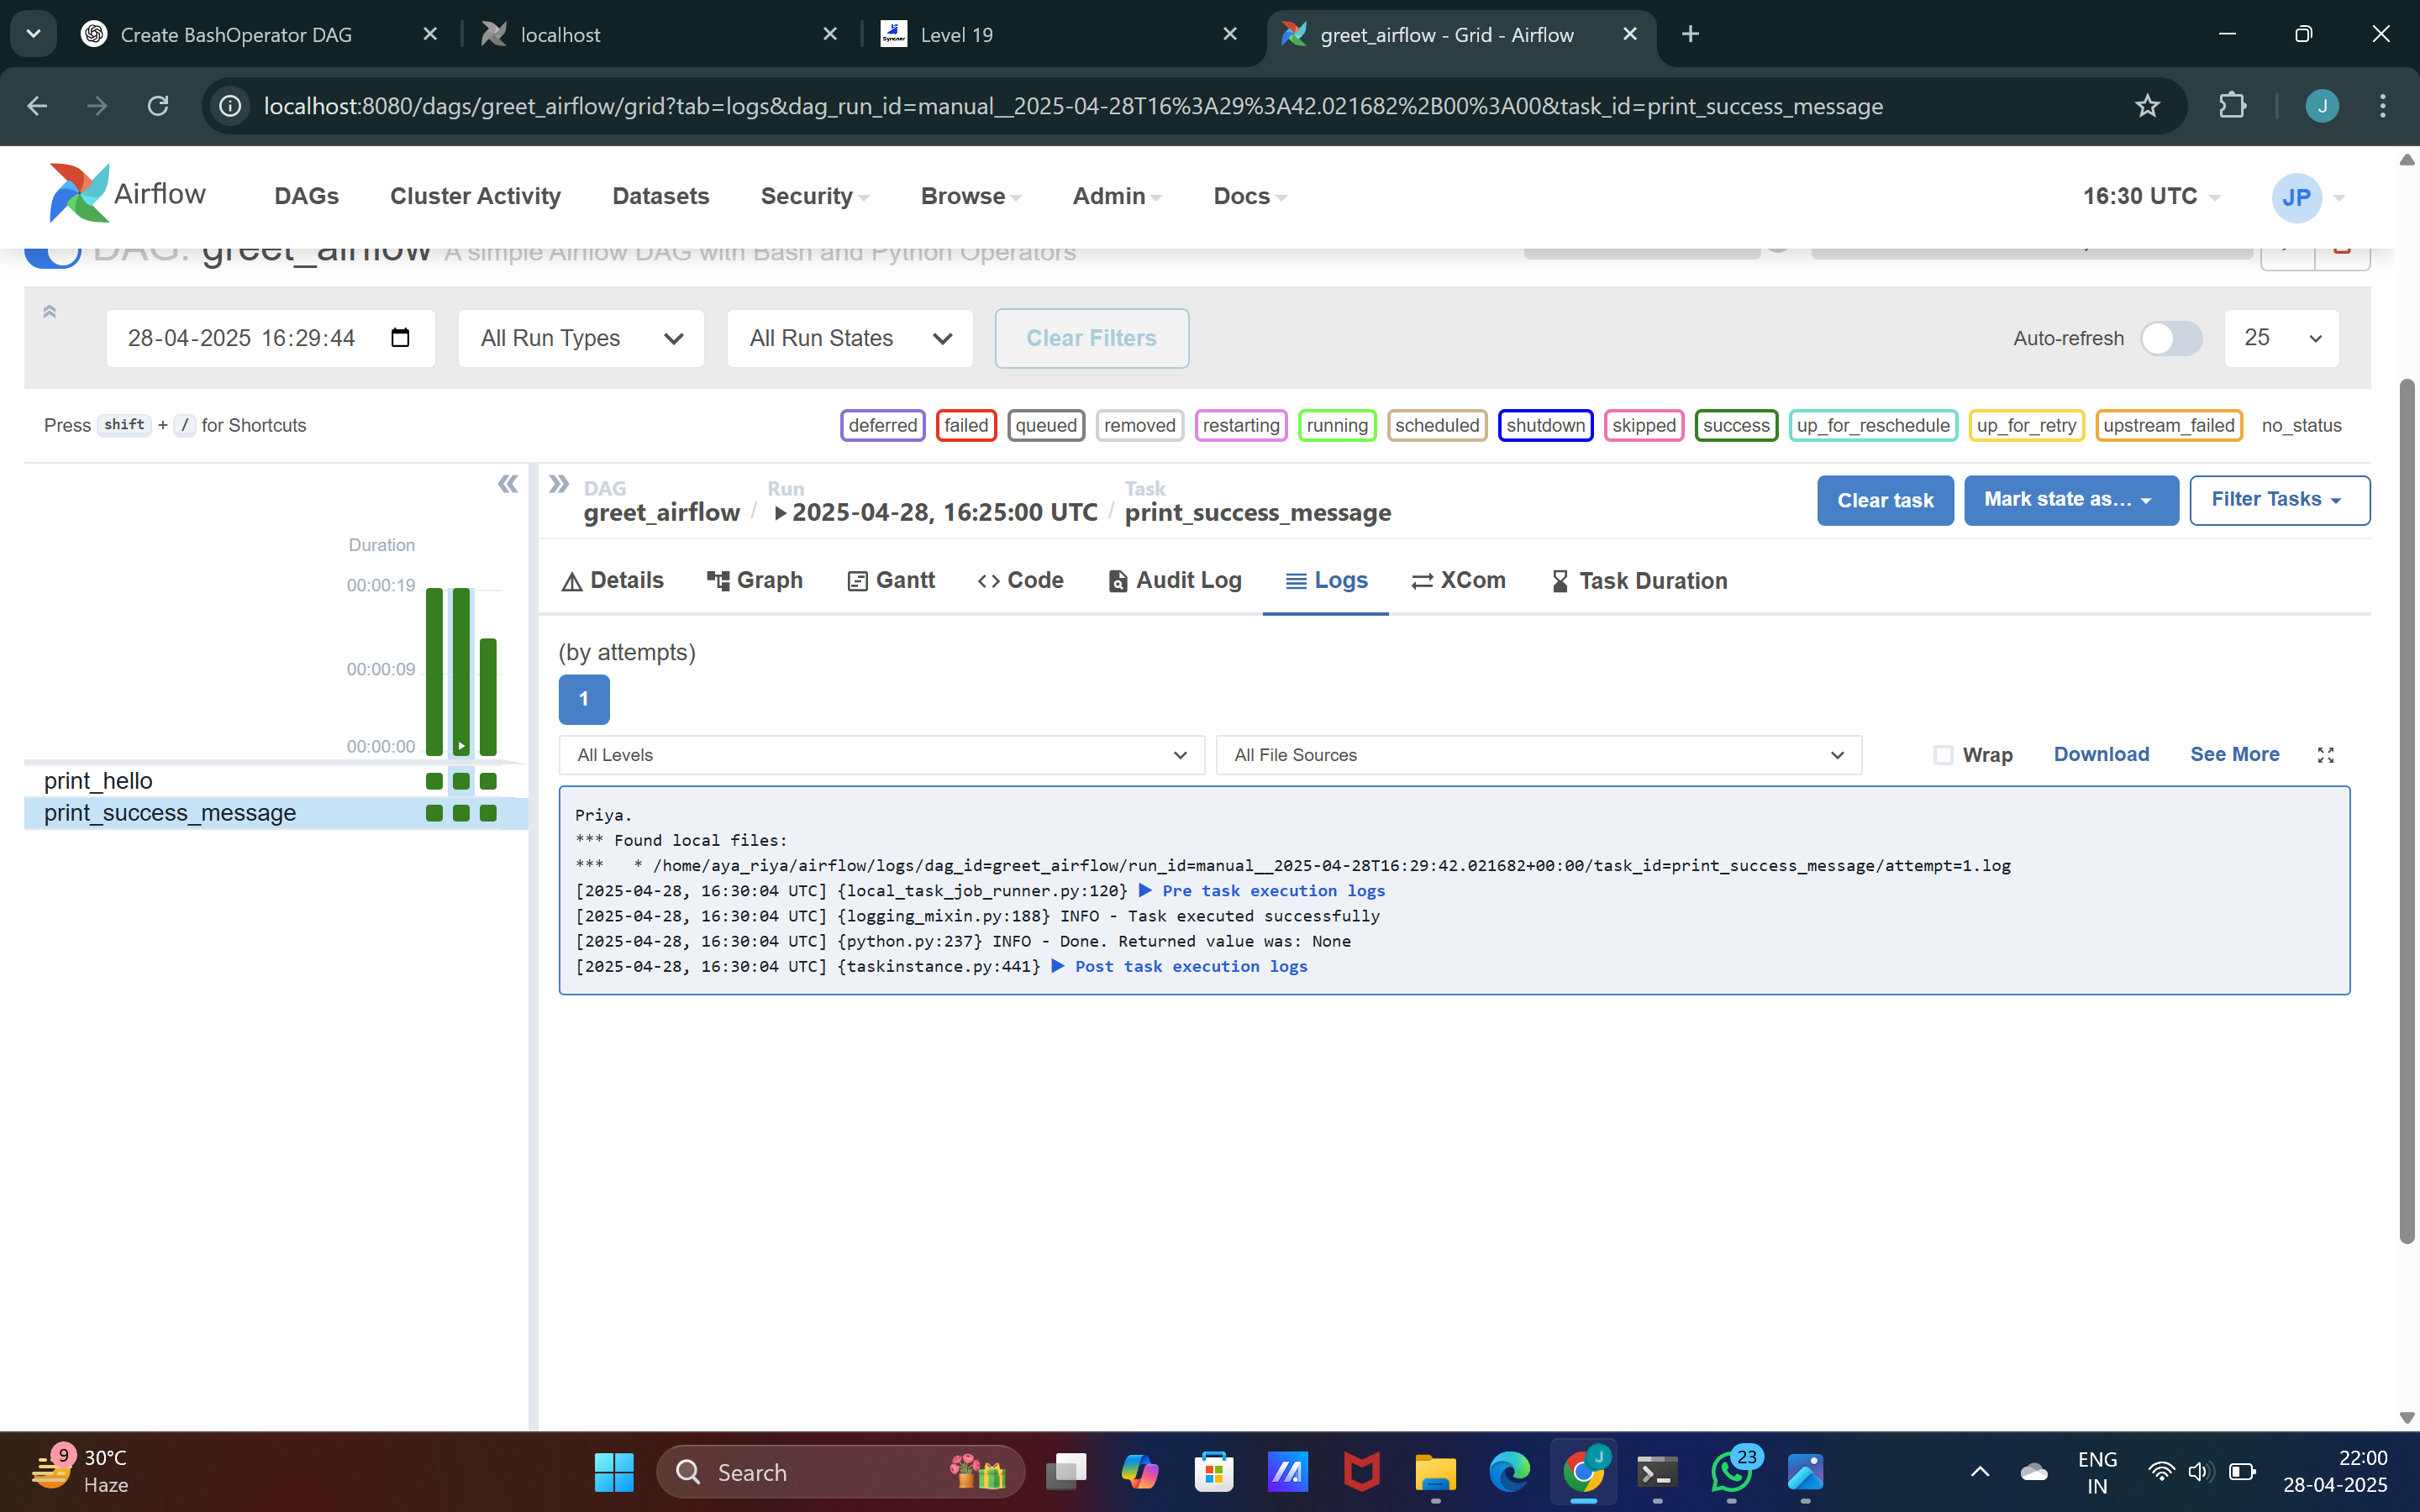 Create BashOperator DAG
localhost
Syncner
Level 19
greet_airflow - Grid - Airflow
localhost:8080/dags/greet_airflow/grid?tab=logs&dag_run_id=manual__2025-04-28T16%3A29%3A42.021682%2B00%3A00&task_id=print_success_message
J
Airflow
DAGs
Cluster Activity
Datasets
Security
Browse
Admin
Docs
16:30 UTC
JP
DAG: greet_airflow A simple Airflow DAG with Bash and Python Operators
28-04-2025 16:29:44
All Run Types
All Run States
Clear Filters
Auto-refresh
25
Press shift + / for Shortcuts
deferred
failed
queued
removed
restarting
running
scheduled
shutdown
skipped
success
up_for_reschedule
up_for_retry
upstream_failed
no_status
DAG
greet_airflow
/
Run
2025-04-28, 16:25:00 UTC
/
Task
print_success_message
Clear task
Mark state as...
Filter Tasks
Duration
00:00:19
00:00:09
00:00:00
print_hello
print_success_message
Details
Graph
Gantt
Code
Audit Log
Logs
XCom
Task Duration
(by attempts)
1
All Levels
All File Sources
Wrap
Download
See More
Priya.
*** Found local files:
***   * /home/aya_riya/airflow/logs/dag_id=greet_airflow/run_id=manual__2025-04-28T16:29:42.021682+00:00/task_id=print_success_message/attempt=1.log
[2025-04-28, 16:30:04 UTC] {local_task_job_runner.py:120} ▶ Pre task execution logs
[2025-04-28, 16:30:04 UTC] {logging_mixin.py:188} INFO - Task executed successfully
[2025-04-28, 16:30:04 UTC] {python.py:237} INFO - Done. Returned value was: None
[2025-04-28, 16:30:04 UTC] {taskinstance.py:441} ▶ Post task execution logs
9
30°C
Haze
Search
J
23
ENG
IN
22:00
28-04-2025